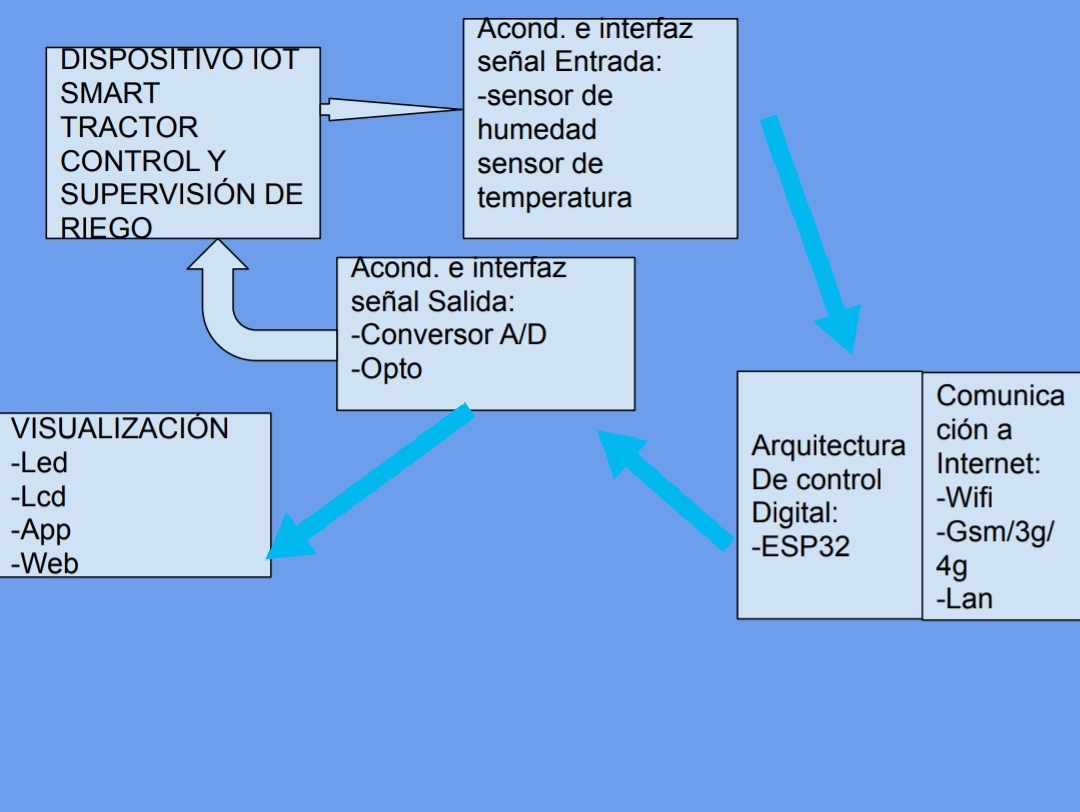 DISPOSITIVO IOT
SMART
TRACTOR
CONTROL Y
SUPERVISIÓN DE
RIEGO
Acond. e interfaz
señal Entrada:
-sensor de
humedad
sensor de
temperatura
Acond. e interfaz
señal Salida:
-Conversor A/D
-Opto
VISUALIZACIÓN
-Led
-Lcd
-App
-Web
Arquitectura
De control
Digital:
-ESP32
Comunica
ción a
Internet:
-Wifi
-Gsm/3g/
4g
-Lan